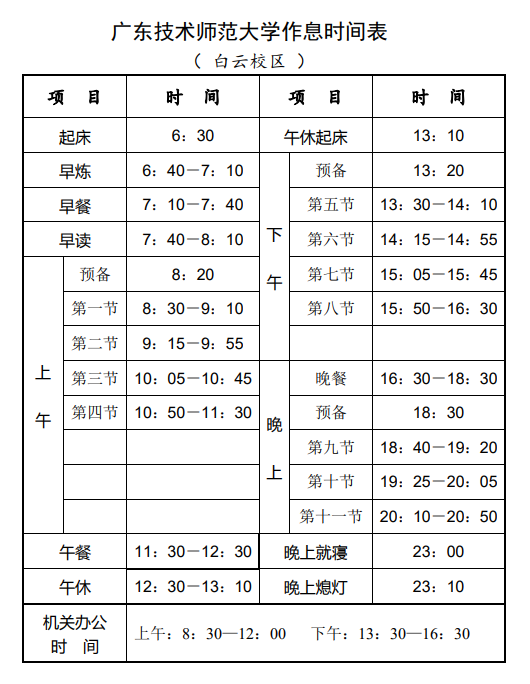 广东技术师范大学作息时间表
（ 白云校区 ）
项 目 时 间 项 目 时 间
起床 6：30 午休起床 13：10
早炼 6：40－7：10 预备 13：20
早餐 7：10－7：40 第五节 13：30－14：10
早读 7：40－8：10 下 第六节 14：15－14：55
预备 8：20 午 第七节 15：05－15：45
第一节 8：30－9：10 第八节 15：50－16：30
第二节 9：15－9：55
上 第三节 10：05－10：45 晚餐 16：30－18：30
午 第四节 10：50－11：30 晚 预备 18：30
第九节 18：40－19：20
上 第十节 19：25－20：05
第十一节 20：10－20：50
午餐 11：30－12：30 晚上就寝 23：00
午休 12：30－13：10 晚上熄灯 23：10
机关办公
时 间 上午：8：30—12：00 下午：13：30—16：30